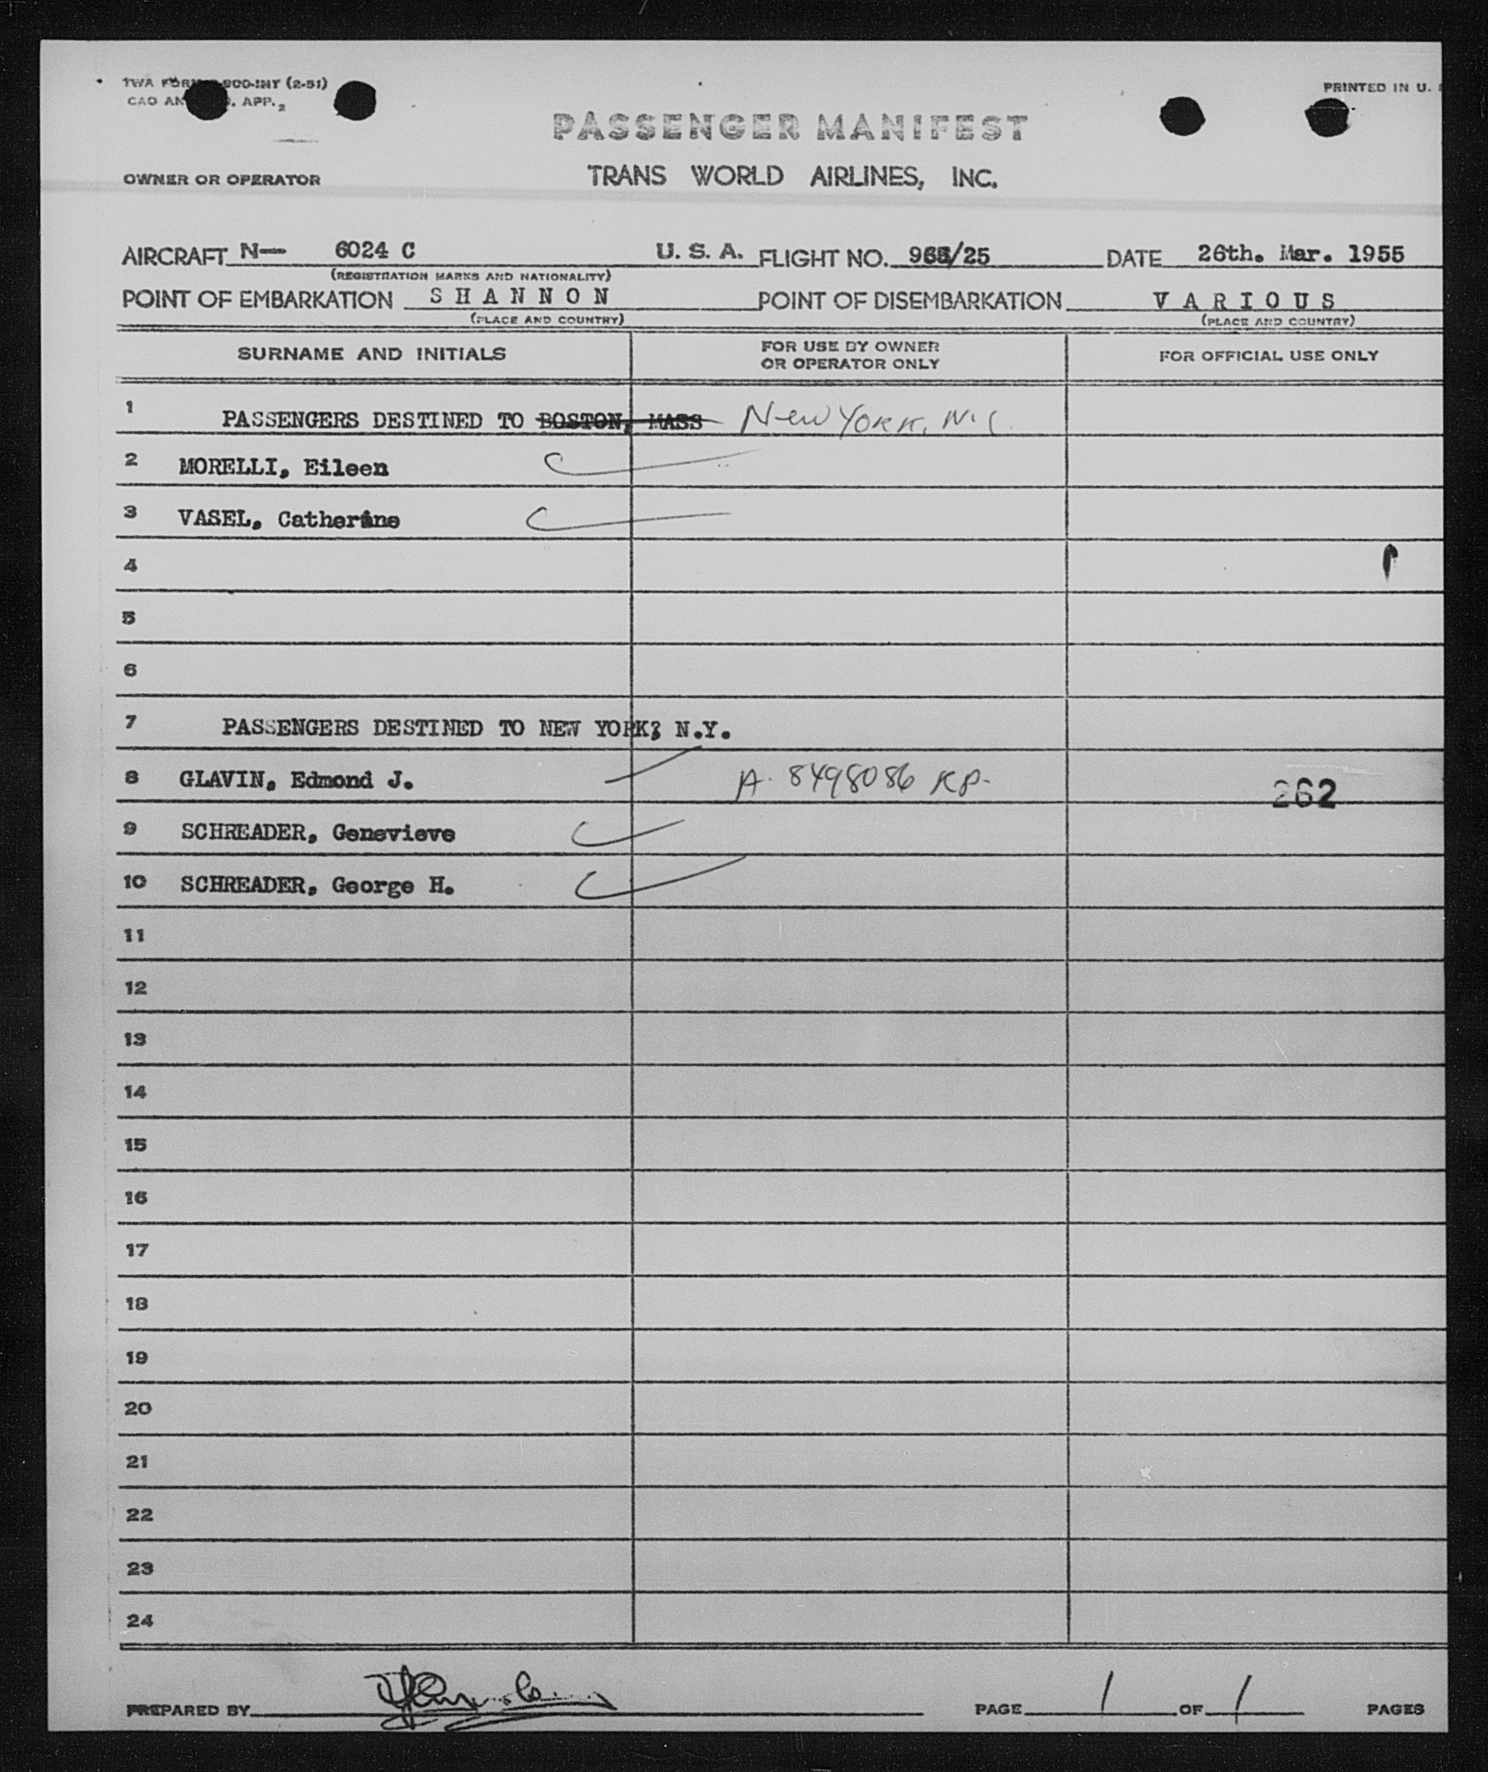 TWA FORM 900-INT (2-51)
PRINTED IN U.
CAO AN APP. 2
PASSENGER MANIFEST
OWNER OR OPERATOR TRANS WORLD AIRLINES, INC.
AIRCRAFT N— 6024 C U. S. A. FLIGHT NO. /25 DATE 26th. Mar. 1955
(REGISTRATION MARKS AND NATIONALITY)
POINT OF EMBARKATION S H A N N O N POINT OF DISEMBARKATION V A R I O U S
(PLACE AND COUNTRY) (PLACE AND COUNTRY)
SURNAME AND INITIALS FOR USE BY OWNER OR OPERATOR ONLY FOR OFFICIAL USE ONLY
1 PASSENGERS DESTINED TO BOSTON, MASS New York, N.
2 MORELLI, Eileen
3 VASEL, Catherine
4
5
6
7 PASSENGERS DESTINED TO NEW YORK, N.Y.
8 GLAVIN, Edmond J. A. 8498086 KP. 262
9 SCHREADER, Genevieve
10 SCHREADER, George H.
11
12
13
14
15
16
17
18
19
20
21
22
23
24
PREPARED BY PAGE 1 OF 1 PAGES